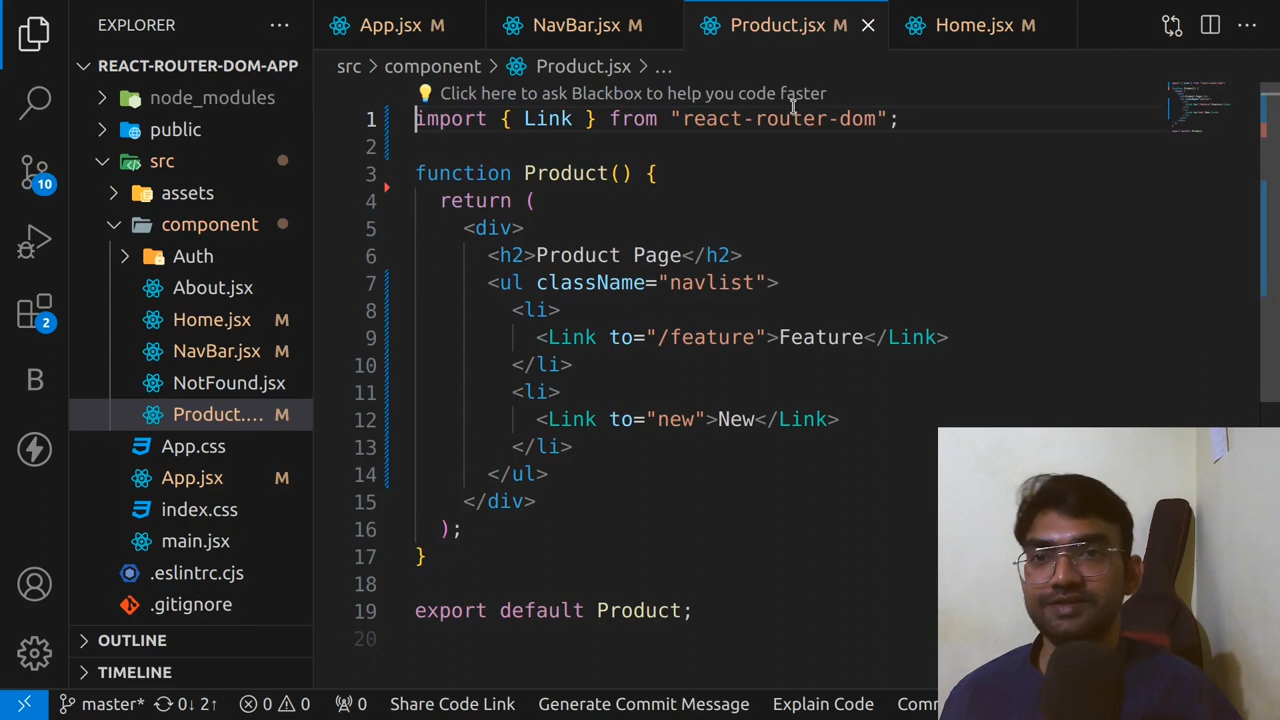 EXPLORER
REACT-ROUTER-DOM-APP
node_modules
public
src
assets
component
Auth
About.jsx
Home.jsx M
NavBar.jsx M
NotFound.jsx
Product.... M
App.css
App.jsx M
index.css
main.jsx
.eslintrc.cjs
.gitignore
OUTLINE
TIMELINE
10
2
B
App.jsx M
NavBar.jsx M
Product.jsx M
Home.jsx M
src > component > Product.jsx > ...
Click here to ask Blackbox to help you code faster
1 import { Link } from "react-router-dom";
2
3 function Product() {
4 return (
5 <div>
6 <h2>Product Page</h2>
7 <ul className="navlist">
8 <li>
9 <Link to="/feature">Feature</Link>
10 </li>
11 <li>
12 <Link to="new">New</Link>
13 </li>
14 </ul>
15 </div>
16 );
17 }
18
19 export default Product;
20
master* 0↓ 2↑ 0 0 0 Share Code Link Generate Commit Message Explain Code Com